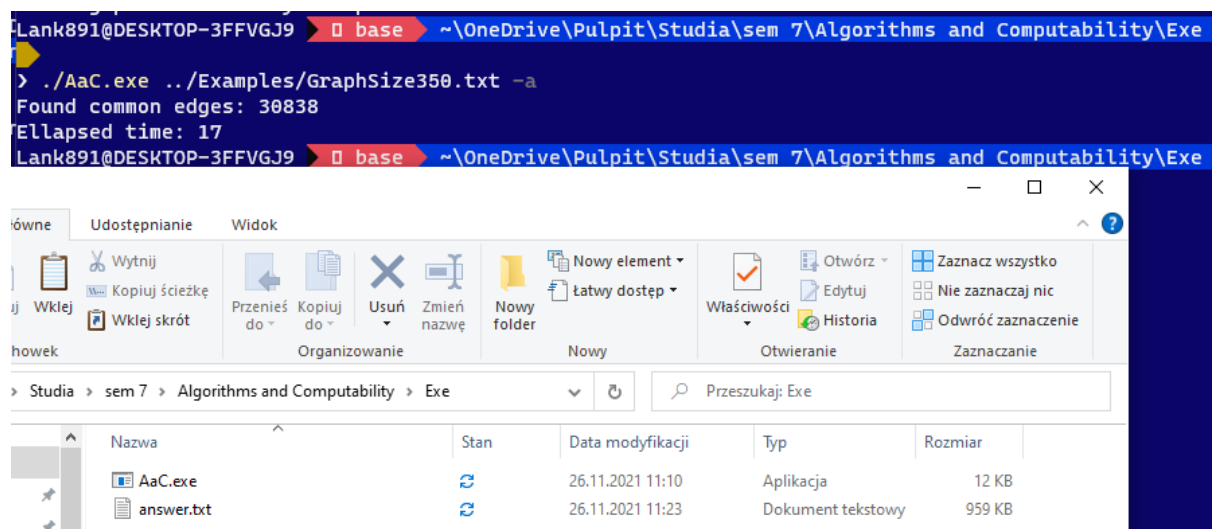 Lank891@DESKTOP-3FFVGJ9 base ~\OneDrive\Pulpit\Studia\sem 7\Algorithms and Computability\Exe
❯ ./AaC.exe ../Examples/GraphSize350.txt -a
Found common edges: 30838
Ellapsed time: 17
Lank891@DESKTOP-3FFVGJ9 base ~\OneDrive\Pulpit\Studia\sem 7\Algorithms and Computability\Exe
łówne Udostępnianie Widok
Wklej
Wytnij
Kopiuj ścieżkę
Wklej skrót
Przenieś do
Kopiuj do
Usuń
Zmień nazwę
Nowy folder
Nowy element
Łatwy dostęp
Właściwości
Otwórz
Edytuj
Historia
Zaznacz wszystko
Nie zaznaczaj nic
Odwróć zaznaczenie
howek Organizowanie Nowy Otwieranie Zaznaczanie
› Studia › sem 7 › Algorithms and Computability › Exe Przeszukaj: Exe
Nazwa Stan Data modyfikacji Typ Rozmiar
AaC.exe 26.11.2021 11:10 Aplikacja 12 KB
answer.txt 26.11.2021 11:23 Dokument tekstowy 959 KB